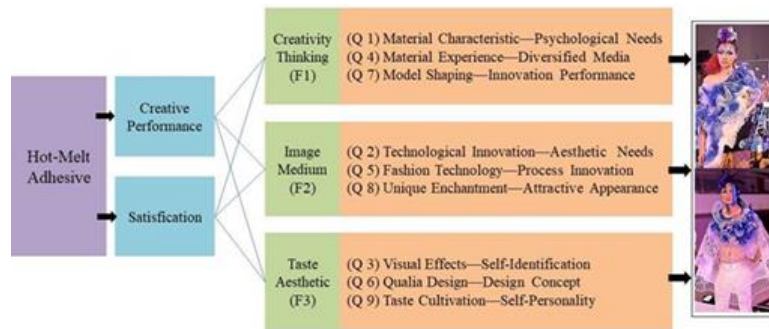 Hot-Melt
Adhesive
Creative
Performance
Satisfication
Creativity
Thinking
(F1)
(Q 1) Material Characteristic—Psychological Needs
(Q 4) Material Experience—Diversified Media
(Q 7) Model Shaping—Innovation Performance
Image
Medium
(F2)
(Q 2) Technological Innovation—Aesthetic Needs
(Q 5) Fashion Technology—Process Innovation
(Q 8) Unique Enchantment—Attractive Appearance
Taste
Aesthetic
(F3)
(Q 3) Visual Effects—Self-Identification
(Q 6) Qualia Design—Design Concept
(Q 9) Taste Cultivation—Self-Personality